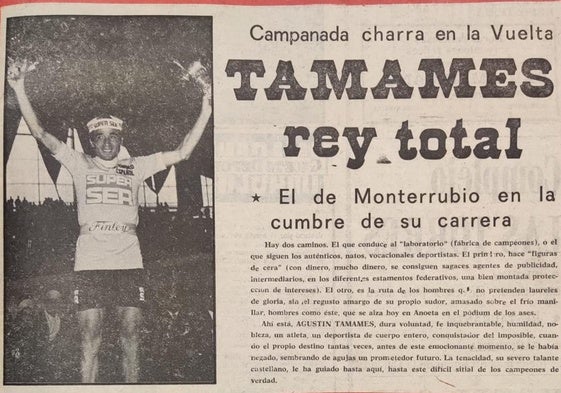 Campanada charra en la Vuelta
TAMAMES
rey total
★ El de Monterrubio en la
cumbre de su carrera
Hay dos caminos. El que conduce al "laboratorio" (fábrica de campeones), o el
que siguen los auténticos, natos, vocacionales deportistas. El primero, hace "figuras
de cera" (con dinero, mucho dinero, se consiguen sagaces agentes de publicidad,
intermediarios, en los diferentes estamentos federativos, una bien montada protec-
ción de intereses). El otro, es la ruta de los hombres q. no pretenden laureles
de gloria, sin el regusto amargo de su propio sudor, amasado sobre el frío mani-
llar, hombres como éste, que se alza hoy en Anoeta en el pódium de los ases.
Ahí está, AGUSTIN TAMAMES, dura voluntad, fe inquebrantable, humildad, no-
bleza, un atleta, un deportista de cuerpo entero, conquistador del imposible, cuan-
do el propio destino tantas veces, antes de este emocionante momento, se le había
negado, sembrando de agujas un prometedor futuro. La tenacidad, su severo talante
castellano, le ha guiado hasta aquí, hasta este difícil sitial de los campeones de
verdad.
SUPER SER
SUPER
SER
Finley